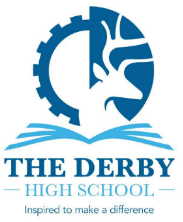 THE DERBY
HIGH SCHOOL
Inspired to make a difference